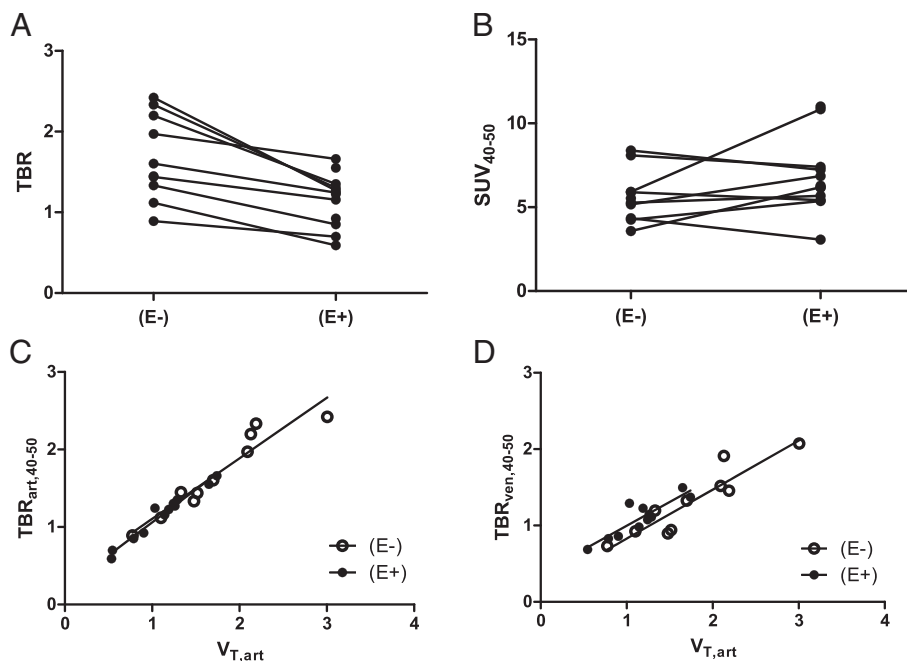 A
B
3
2
1
0
TBR
(E-)
(E+)
15
10
5
0
SUV40-50
(E-)
(E+)
C
D
3
2
1
0
TBRart,40-50
0
1
2
3
4
VT,art
(E-)
(E+)
3
2
1
0
TBRven,40-50
0
1
2
3
4
VT,art
(E-)
(E+)